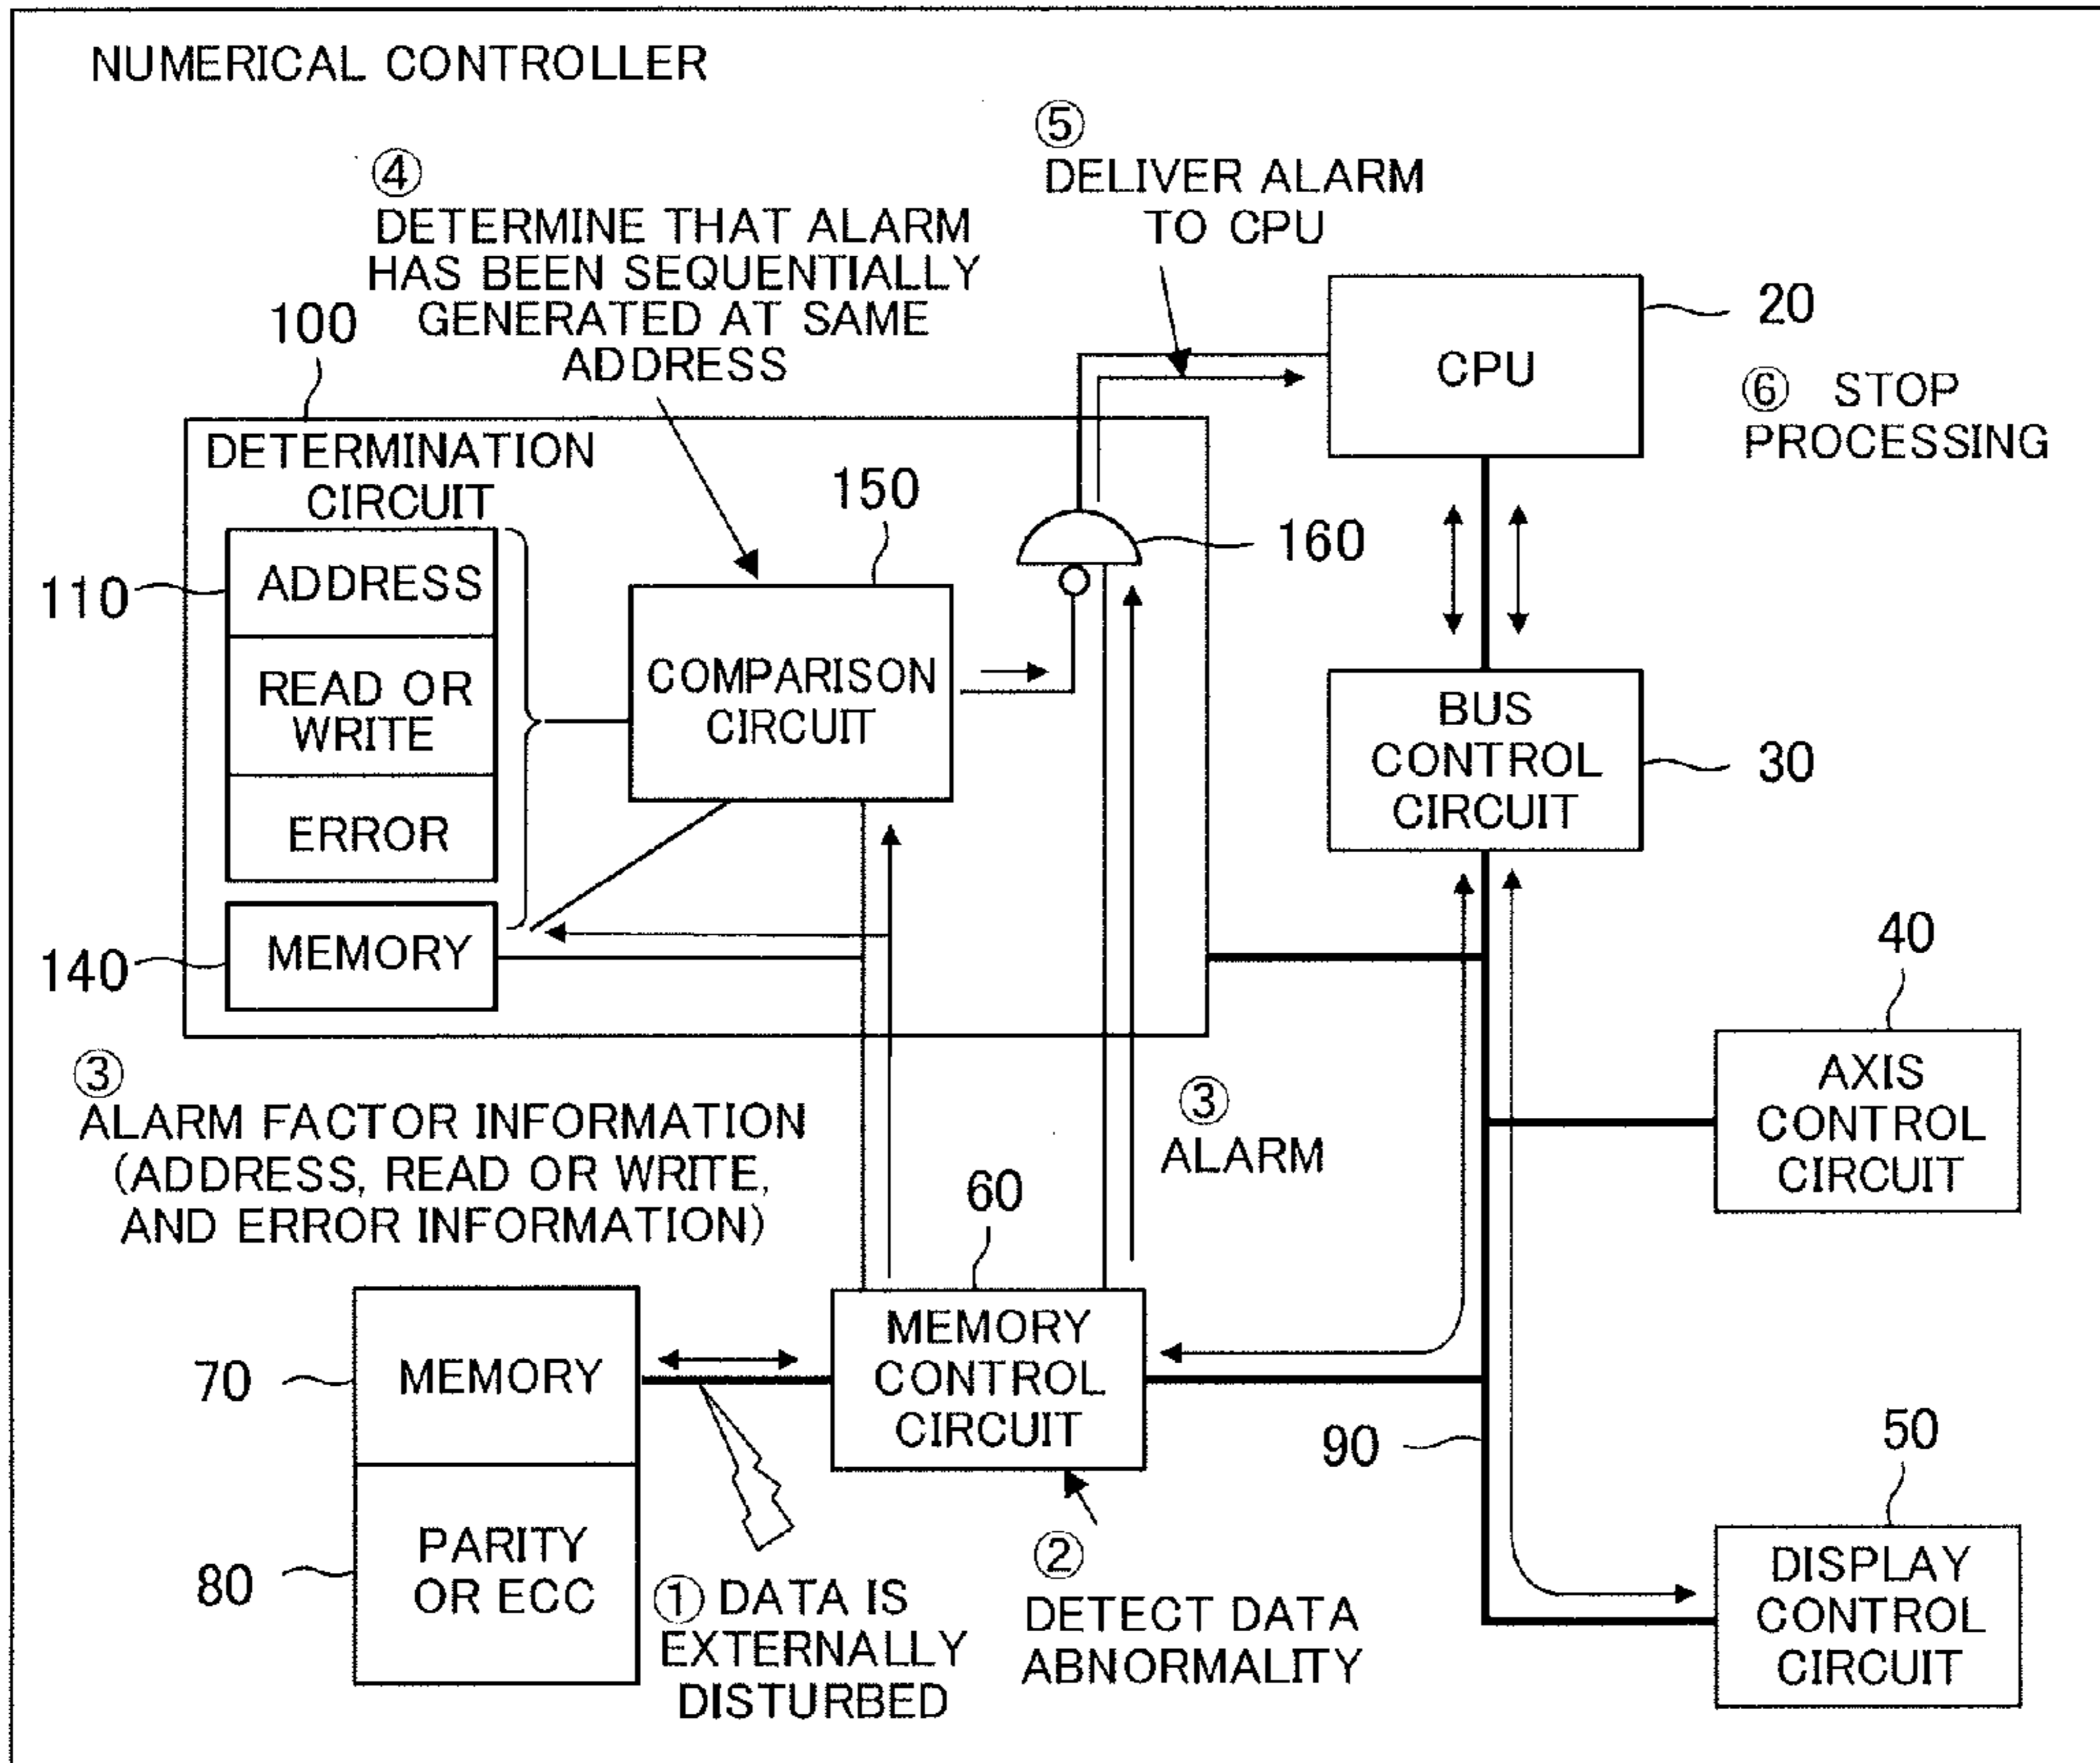 NUMERICAL CONTROLLER
⑤
DELIVER ALARM
TO CPU
④
DETERMINE THAT ALARM
HAS BEEN SEQUENTIALLY
GENERATED AT SAME
ADDRESS
100
20
CPU
⑥ STOP
PROCESSING
DETERMINATION
CIRCUIT
150
160
110
ADDRESS
READ OR
WRITE
ERROR
COMPARISON
CIRCUIT
BUS
CONTROL
CIRCUIT
30
140
MEMORY
40
AXIS
CONTROL
CIRCUIT
③
ALARM FACTOR INFORMATION
(ADDRESS, READ OR WRITE,
AND ERROR INFORMATION)
③
ALARM
60
MEMORY
CONTROL
CIRCUIT
70
MEMORY
80
PARITY
OR ECC
90
50
DISPLAY
CONTROL
CIRCUIT
① DATA IS
EXTERNALLY
DISTURBED
②
DETECT DATA
ABNORMALITY